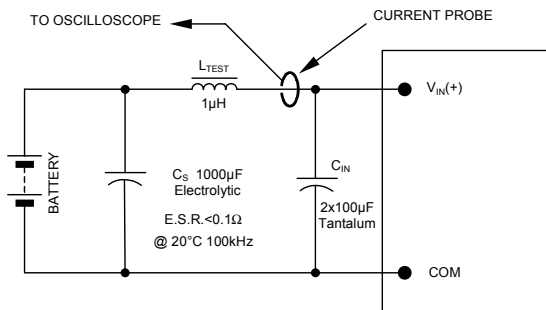 TO OSCILLOSCOPE
CURRENT PROBE
LTEST
1µH
VIN(+)
BATTERY
CS 1000µF
Electrolytic
E.S.R.<0.1Ω
@ 20°C 100kHz
CIN
2x100µF
Tantalum
COM